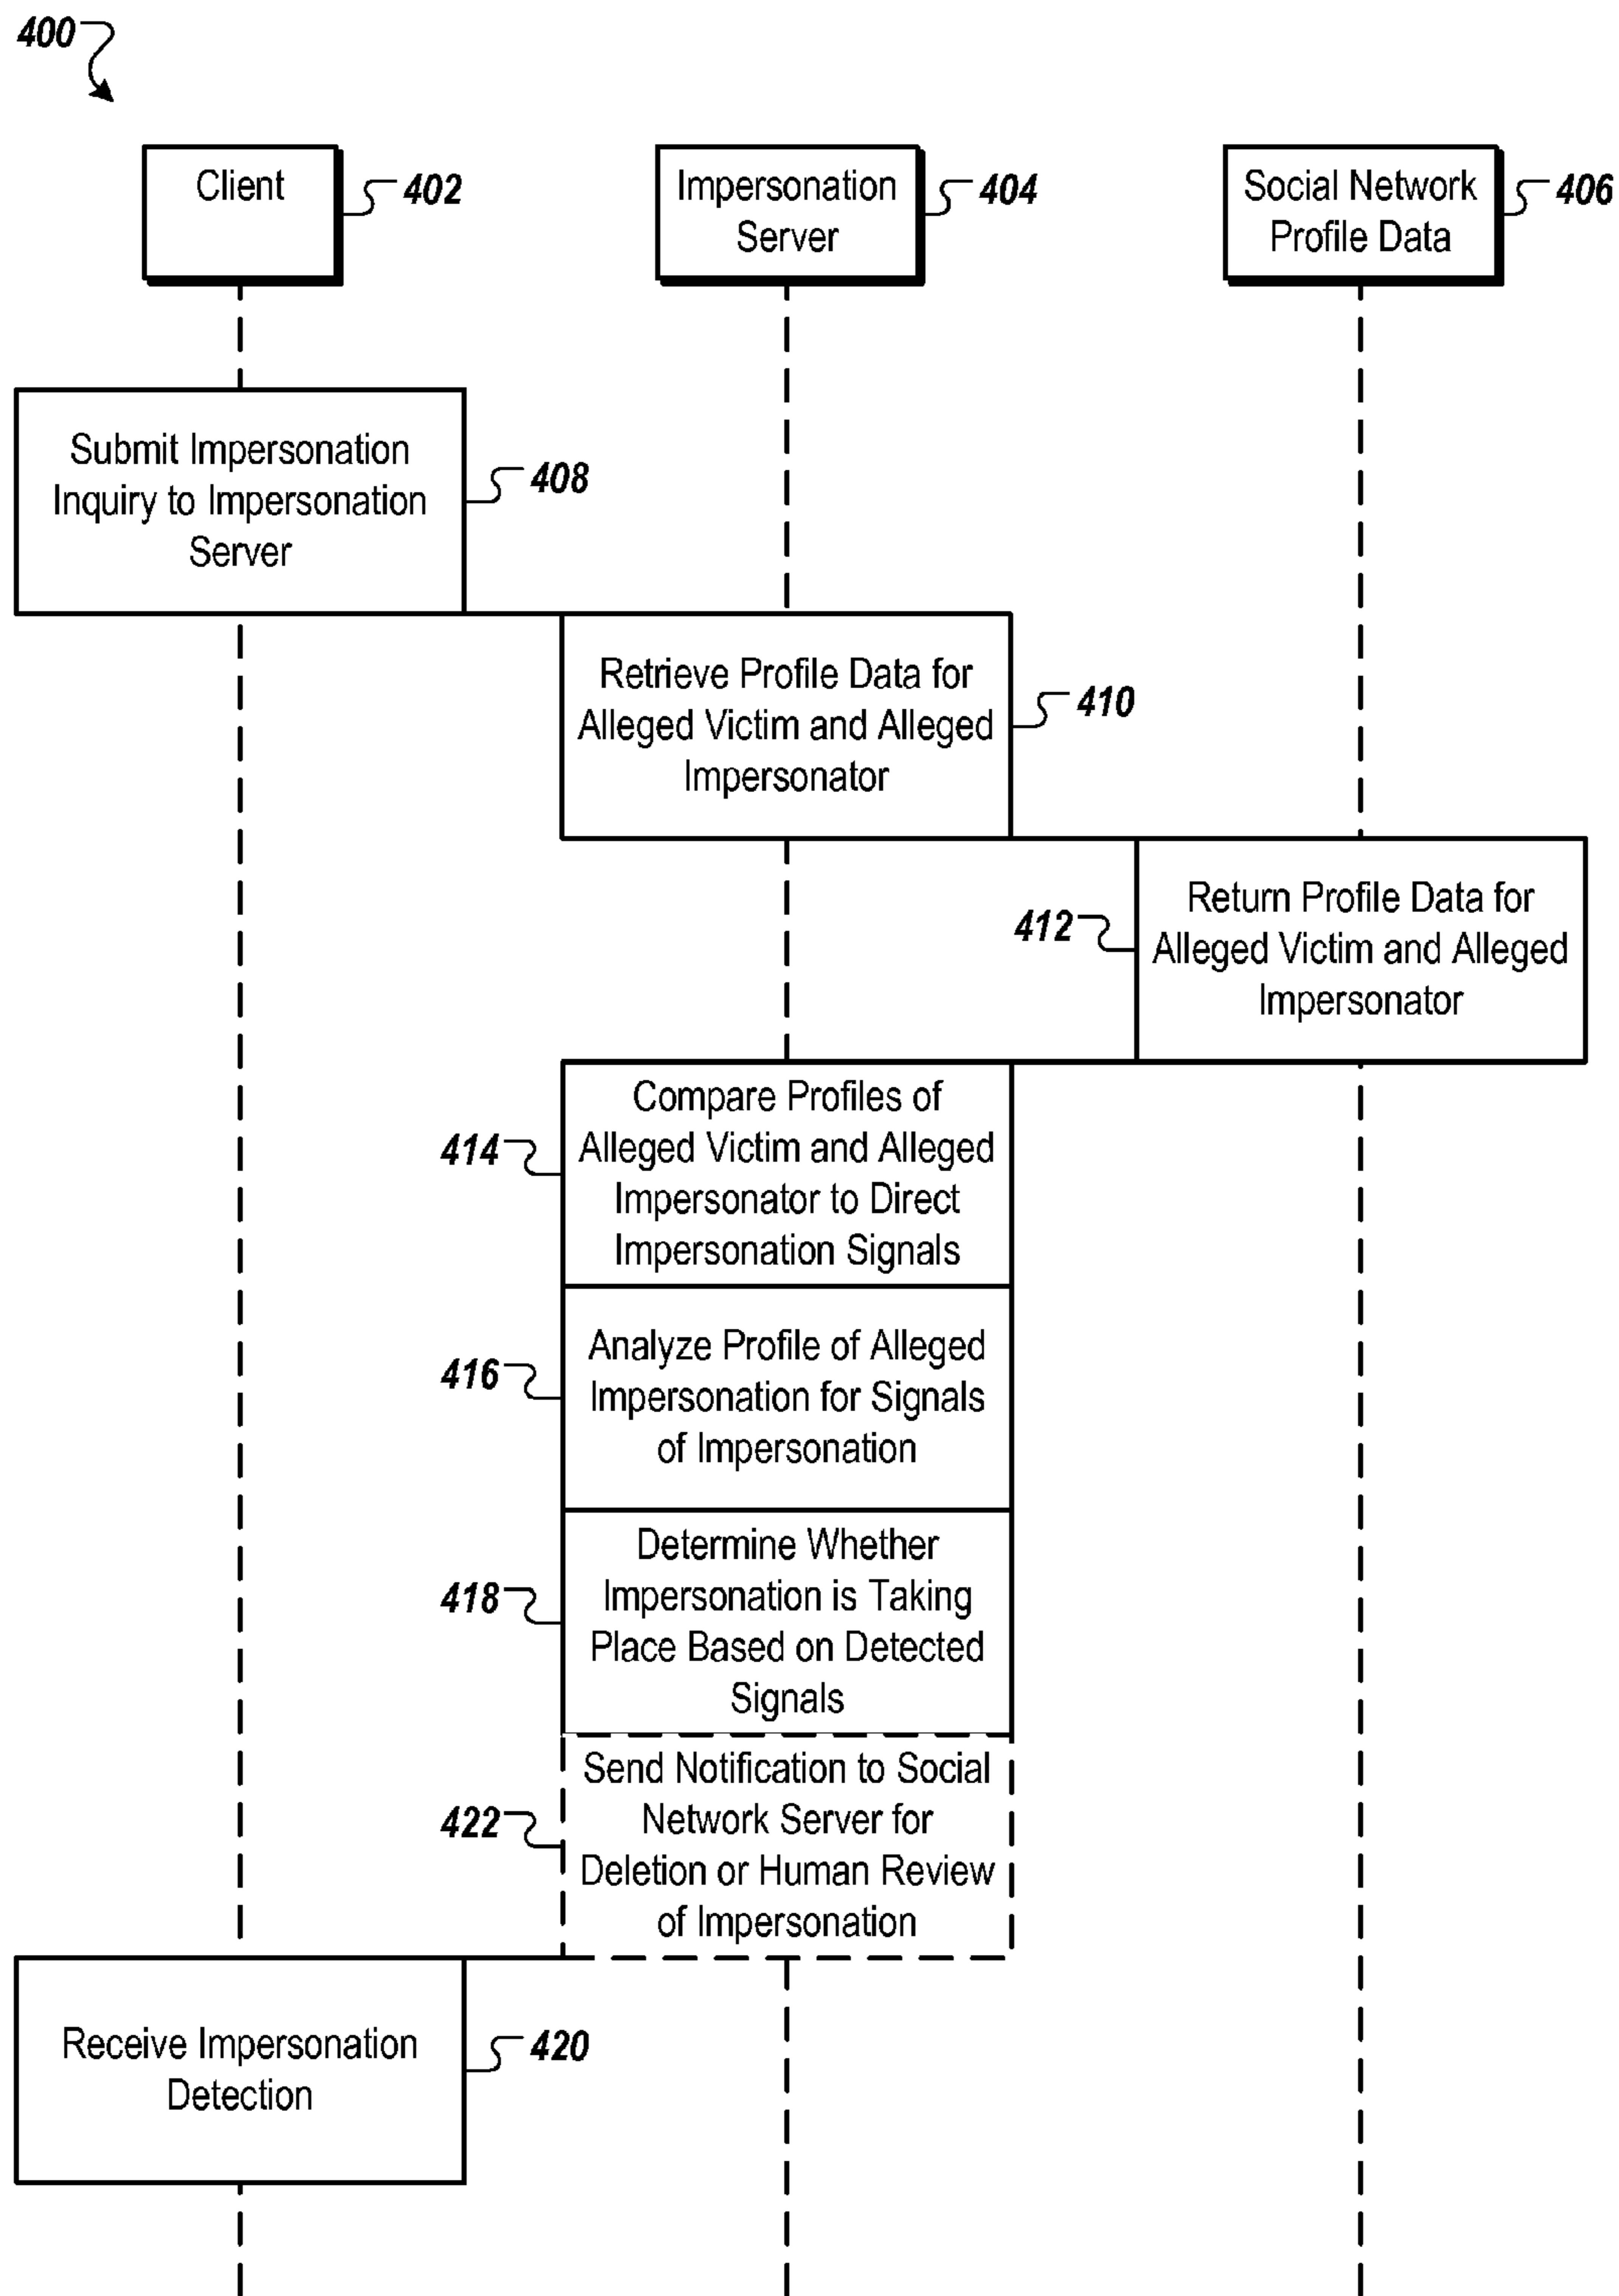 400
Client
402
Impersonation
Server
404
Social Network
Profile Data
406
Submit Impersonation
Inquiry to Impersonation
Server
408
Retrieve Profile Data for
Alleged Victim and Alleged
Impersonator
410
412
Return Profile Data for
Alleged Victim and Alleged
Impersonator
414
Compare Profiles of
Alleged Victim and Alleged
Impersonator to Direct
Impersonation Signals
416
Analyze Profile of Alleged
Impersonation for Signals
of Impersonation
418
Determine Whether
Impersonation is Taking
Place Based on Detected
Signals
422
Send Notification to Social
Network Server for
Deletion or Human Review
of Impersonation
Receive Impersonation
Detection
420